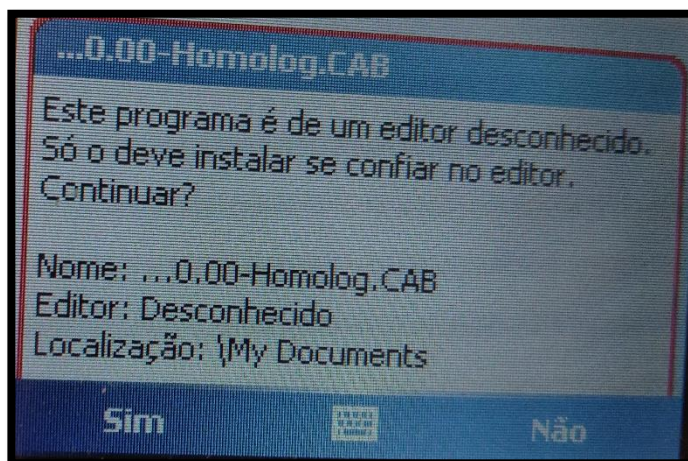 ...0.00-Homolog.CAB
Este programa é de um editor desconhecido.
Só o deve instalar se confiar no editor.
Continuar?
Nome: ...0.00-Homolog.CAB
Editor: Desconhecido
Localização: \My Documents
Sim Não